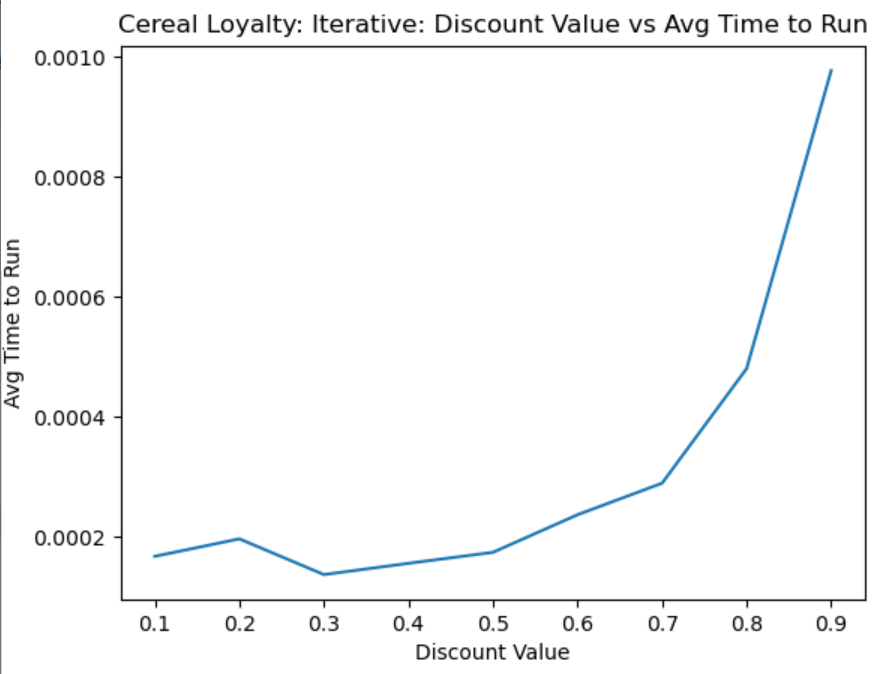 Cereal Loyalty: Iterative: Discount Value vs Avg Time to Run
0.0010
0.0008
0.0006
0.0004
0.0002
Avg Time to Run
0.1 0.2 0.3 0.4 0.5 0.6 0.7 0.8 0.9
Discount Value